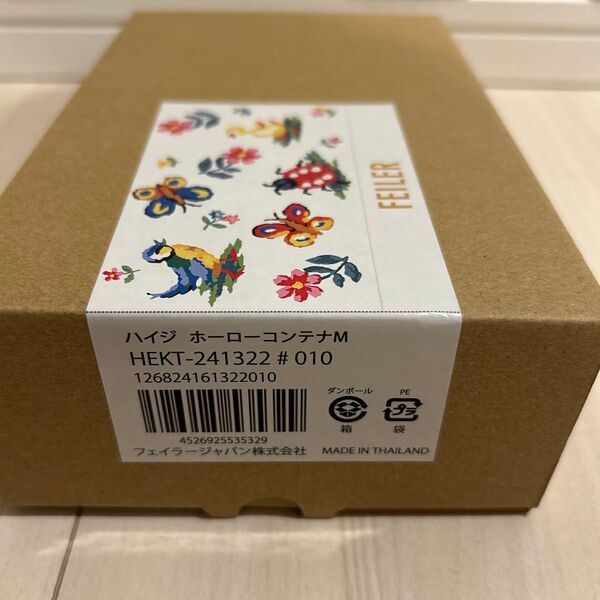 FEILER
ハイジ ホーローコンテナM
HEKT-241322 # 010
126824161322010
4526925535329
フェイラージャパン株式会社
ダンボール
箱
PE
プラ
袋
MADE IN THAILAND